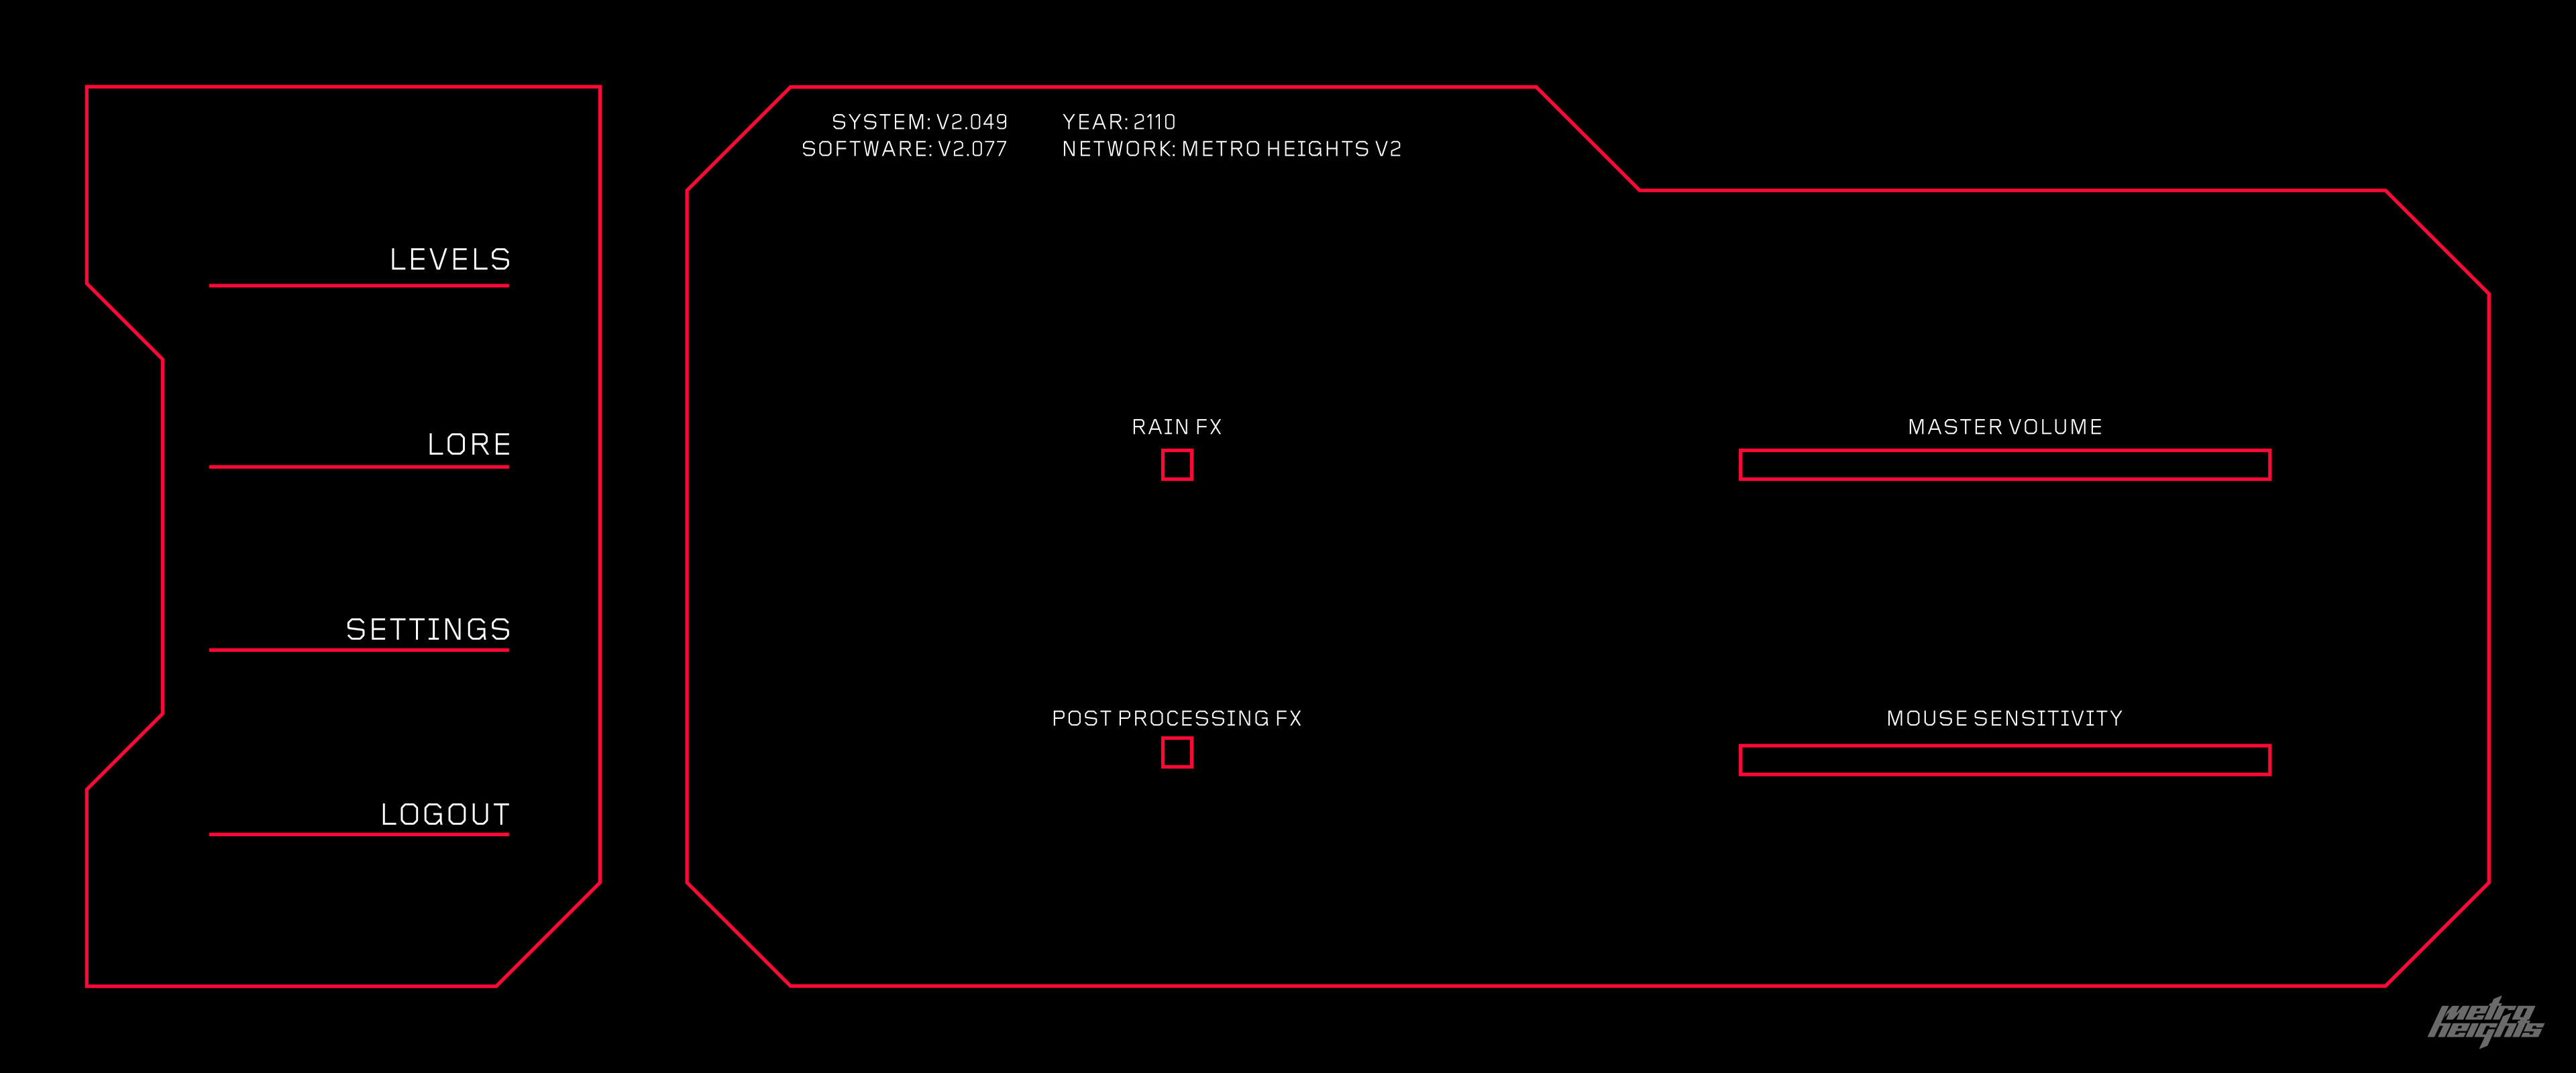 SYSTEM: V2.049
SOFTWARE: V2.077
YEAR: 2110
NETWORK: METRO HEIGHTS V2
LEVELS
LORE
SETTINGS
LOGOUT
RAIN FX
MASTER VOLUME
POST PROCESSING FX
MOUSE SENSITIVITY
metro
heights